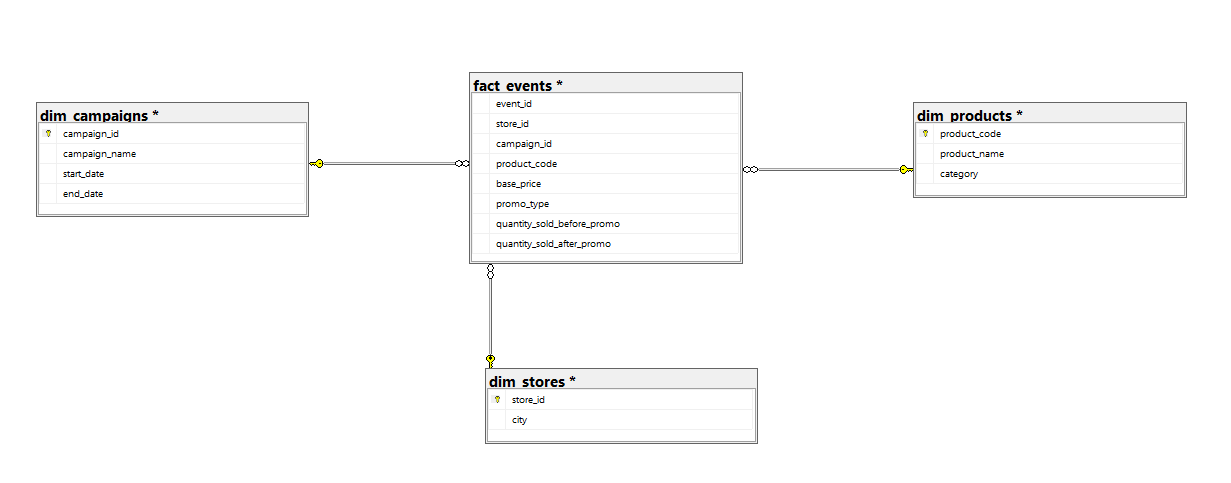 dim_campaigns *
campaign_id
campaign_name
start_date
end_date
fact_events *
event_id
store_id
campaign_id
product_code
base_price
promo_type
quantity_sold_before_promo
quantity_sold_after_promo
dim_products *
product_code
product_name
category
dim_stores *
store_id
city